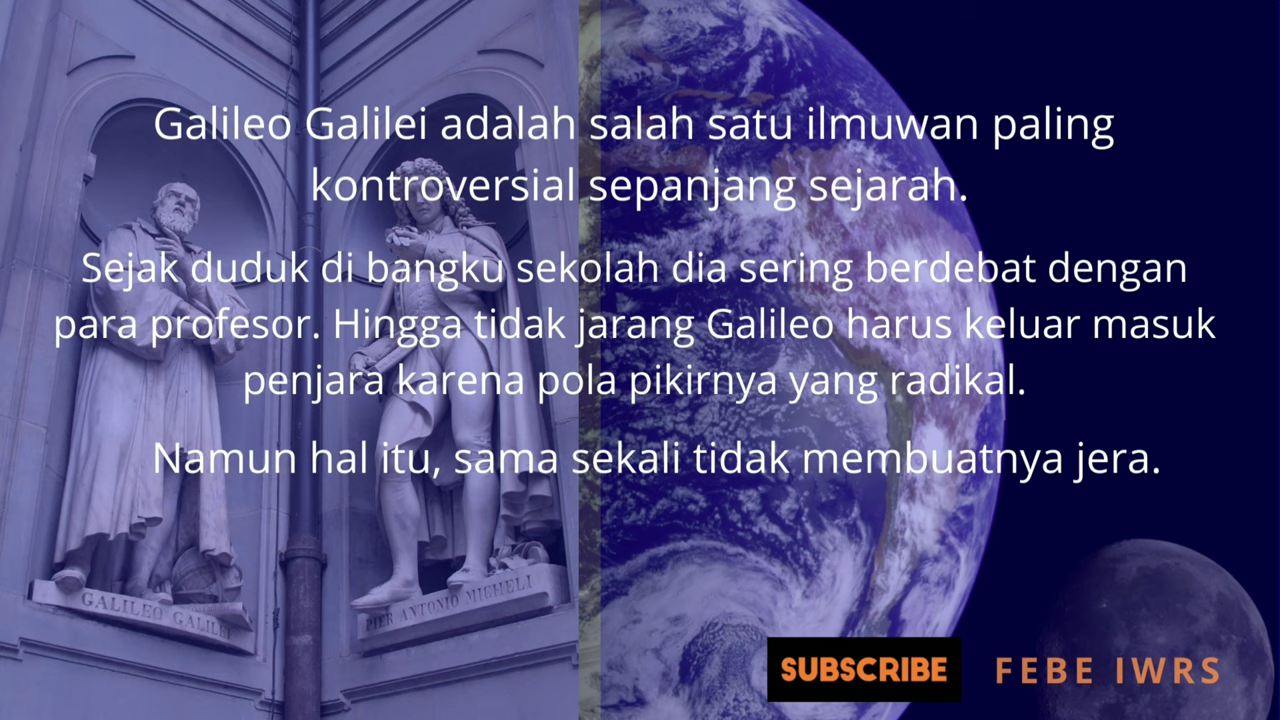 Galileo Galilei adalah salah satu ilmuwan paling
kontroversial sepanjang sejarah.
Sejak duduk di bangku sekolah dia sering berdebat dengan
para profesor. Hingga tidak jarang Galileo harus keluar masuk
penjara karena pola pikirnya yang radikal.
Namun hal itu, sama sekali tidak membuatnya jera.
GALILEO GALILEI
PIER ANTONIO MICHELI
SUBSCRIBE
FEBE IWRS